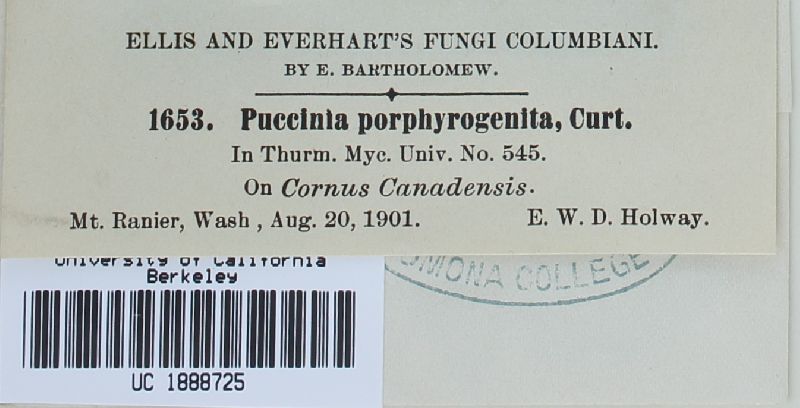 ELLIS AND EVERHART'S FUNGI COLUMBIANI.
BY E. BARTHOLOMEW.
1653. Puccinia porphyrogenita, Curt.
In Thurm. Myc. Univ. No. 545.
On Cornus Canadensis.
Mt. Ranier, Wash , Aug. 20, 1901. E. W. D. Holway.
University of California
Berkeley
UC 1888725
POMONA COLLEGE